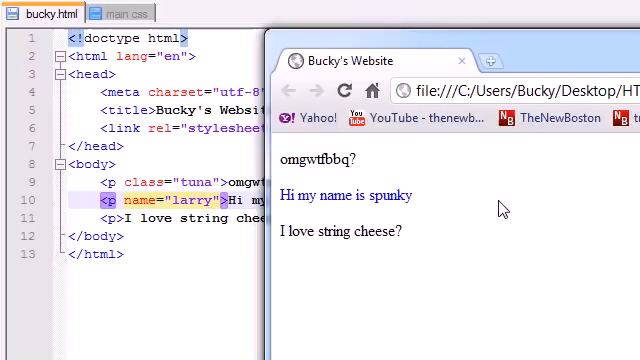 bucky.html main css
1 <!doctype html>
2 <html lang="en">
3 <head>
4 <meta charset="utf-8"
5 <title>Bucky's Website
6 <link rel="stylesheet
7 </head>
8 <body>
9 <p class="tuna">omgwt
10 <p name="larry">Hi my
11 <p>I love string chee
12 </body>
13 </html>
Bucky's Website
file:///C:/Users/Bucky/Desktop/HT
Yahoo! YouTube - thenewb... TheNewBoston
omgwtfbbq?
Hi my name is spunky
I love string cheese?